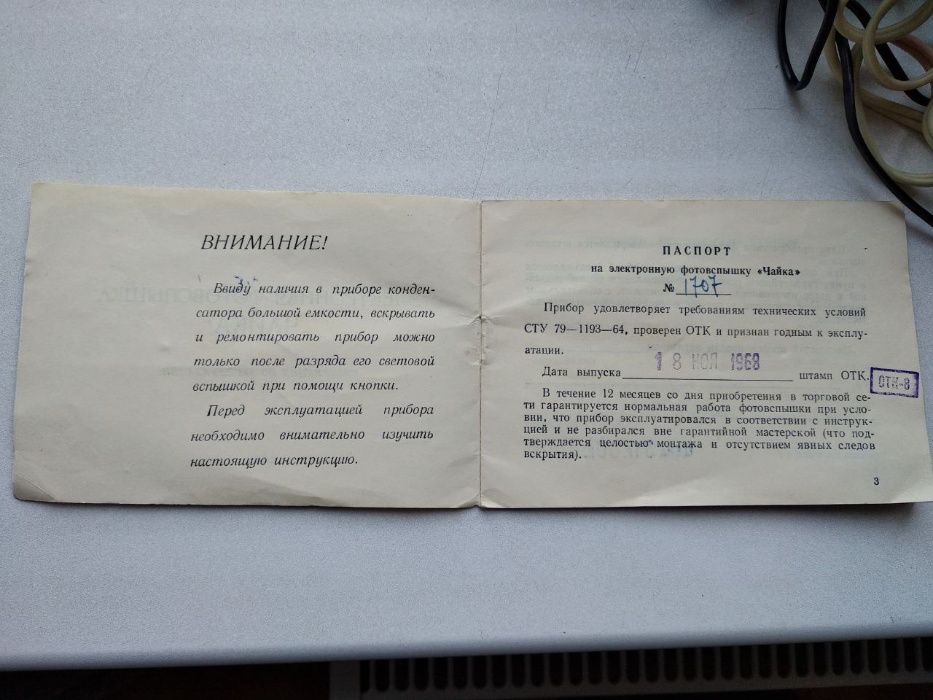 ВНИМАНИЕ!
Ввиду наличия в приборе конден-
сатора большой емкости, вскрывать
и ремонтировать прибор можно
только после разряда его световой
вспышкой при помощи кнопки.
Перед эксплуатацией прибора
необходимо внимательно изучить
настоящую инструкцию.
ПАСПОРТ
на электронную фотовспышку «Чайка»
№ 1707
Прибор удовлетворяет требованиям технических условий
СТУ 79—1193—64, проверен ОТК и признан годным к эксплу-
атации.
Дата выпуска 18 НОЯ 1968 штамп ОТК. ОТК-8
В течение 12 месяцев со дня приобретения в торговой се-
ти гарантируется нормальная работа фотовспышки при усло-
вии, что прибор эксплуатировался в соответствии с инструк-
цией и не разбирался вне гарантийной мастерской (что под-
тверждается целостью монтажа и отсутствием явных следов
вскрытия).
3